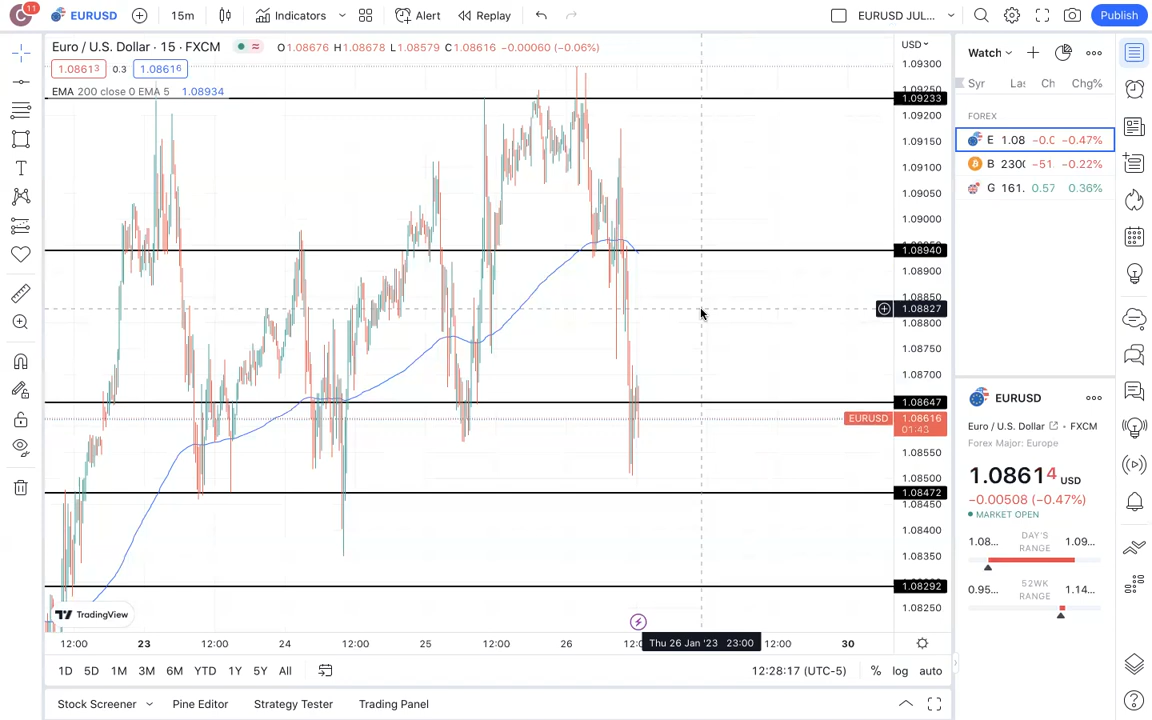 C 11 EURUSD 15m Indicators Alert Replay EURUSD JUL... Publish
Euro / U.S. Dollar · 15 · FXCM O1.08676 H1.08678 L1.08579 C1.08616 −0.00060 (−0.06%)
USD
1.08613 0.3 1.08616
EMA 200 close 0 EMA 5 1.08934
1.09300
1.09233
1.09200
1.09150
1.09100
1.09050
1.09000
1.08940
1.08900
1.08850
1.08827
1.08800
1.08750
1.08700
1.08647
EURUSD 1.08616
01:43
1.08550
1.08500
1.08472
1.08450
1.08400
1.08350
1.08292
1.08250
TradingView
12:00 23 12:00 24 12:00 25 12:00 26 Thu 26 Jan '23 23:00 12:00 30
1D 5D 1M 3M 6M YTD 1Y 5Y All 12:28:17 (UTC-5) % log auto
Stock Screener Pine Editor Strategy Tester Trading Panel
Watch
Syr Las Ch Chg%
FOREX
E 1.08 −0.0 −0.47%
B 2300 −51. −0.22%
G 161. 0.57 0.36%
EURUSD
Euro / U.S. Dollar · FXCM
Forex Major: Europe
1.08614 USD
−0.00508 (−0.47%)
MARKET OPEN
1.08... DAY'S RANGE 1.09...
0.95... 52WK RANGE 1.14...